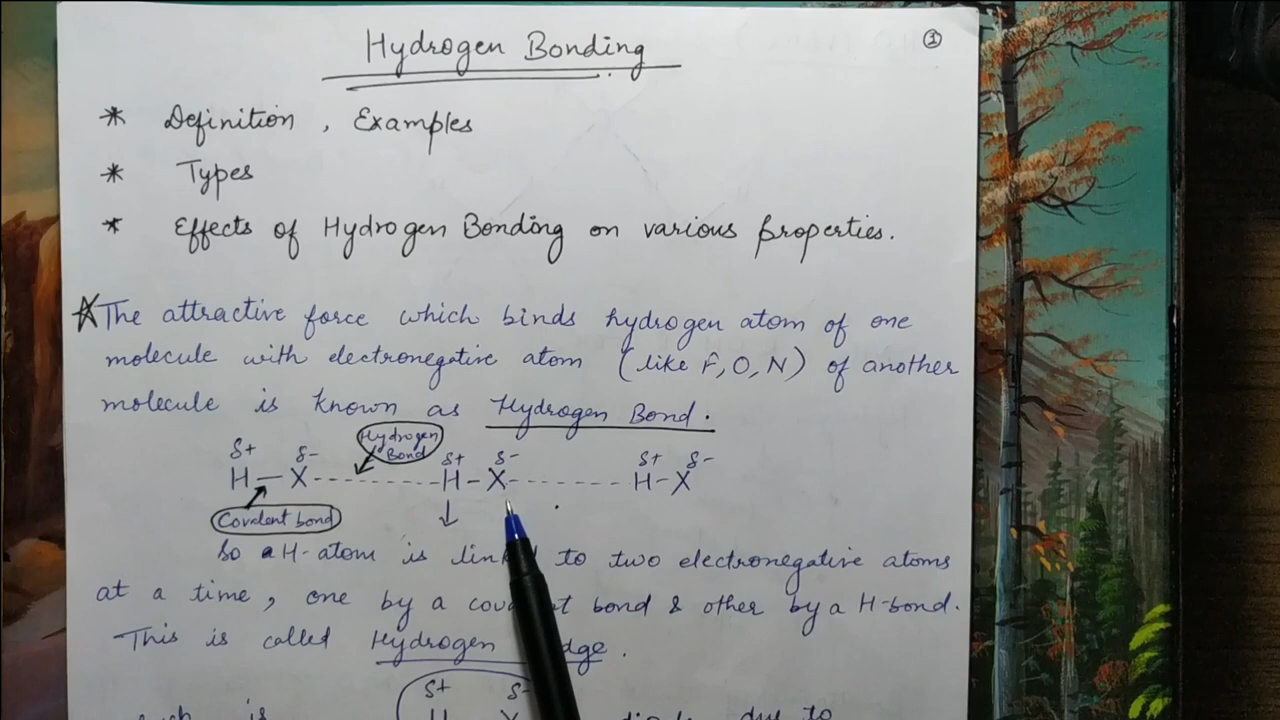 Hydrogen Bonding
①
* Definition, Examples
* Types
* Effects of Hydrogen Bonding on various properties.
The attractive force which binds hydrogen atom of one
molecule with electronegative atom (like F, O, N) of another
molecule is known as Hydrogen Bond.
Hydrogen Bond
δ+ δ- δ+ δ- δ+ δ-
H—X-------H-X-------H-X
Covalent bond
So a H-atom is to two electronegative atoms
at a time, one by a bond & other by a H-bond.
This is called Hydrogen
δ+ δ-
is due to